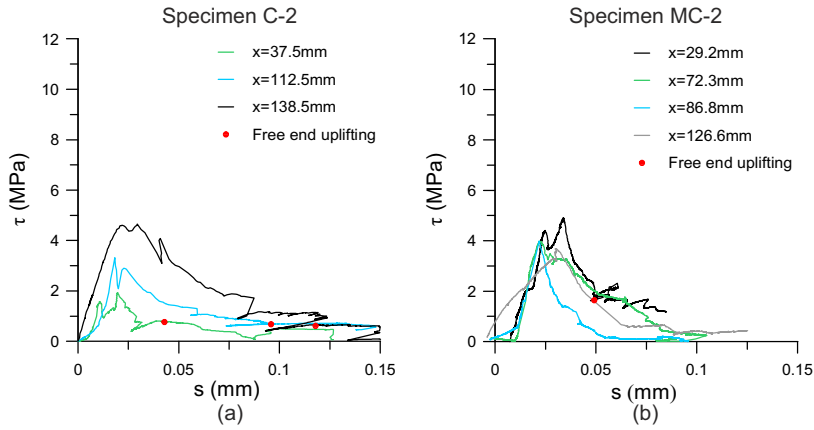 Specimen C-2
12
10
8
6
4
2
0
τ (MPa)
x=37.5mm
x=112.5mm
x=138.5mm
Free end uplifting
0
0.05
0.1
0.15
s (mm)
(a)
Specimen MC-2
12
10
8
6
4
2
0
τ (MPa)
x=29.2mm
x=72.3mm
x=86.8mm
x=126.6mm
Free end uplifting
0
0.05
0.1
0.15
s (mm)
(b)